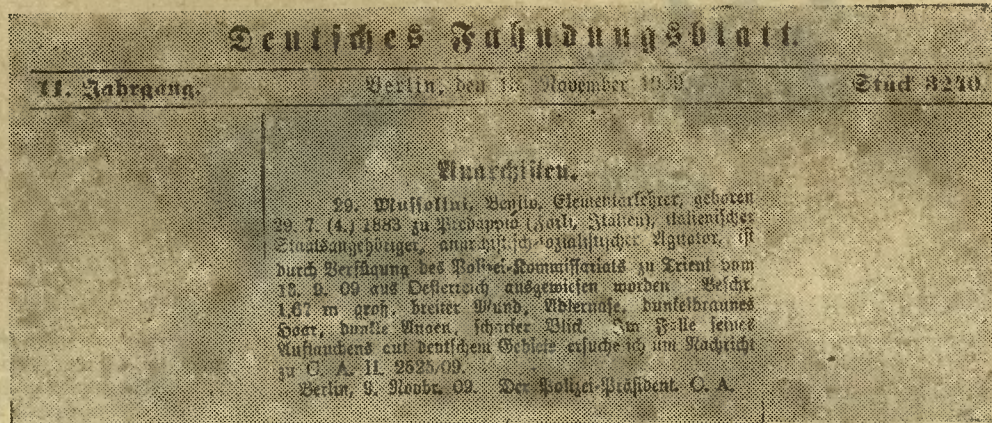 Deutsches Fahndungsblatt.
11. Jahrgang. Berlin, den 15. November 1909. Stück 3240.
Anarchisten.
29. Mussolini, Benito, Elementarlehrer, geboren
29. 7. (4.) 1883 zu Predappio (Forli, Italien), italienischer
Staatsangehöriger, anarchistisch-sozialistischer Agitator, ist
durch Verfügung des Polizei-Kommissariats zu Trient vom
18. 9. 09 aus Oesterreich ausgewiesen worden Beschr.
1,67 m groß, breiter Mund, Adlernase, dunkelbraunes
Haar, dunkle Augen, scharfer Blick. Im Falle seines
Auftauchens auf deutschem Gebiete ersuche ich um Nachricht
zu C. A. II. 2525/09.
Berlin, 9. Novbr. 09. Der Polizei-Präsident. C. A.